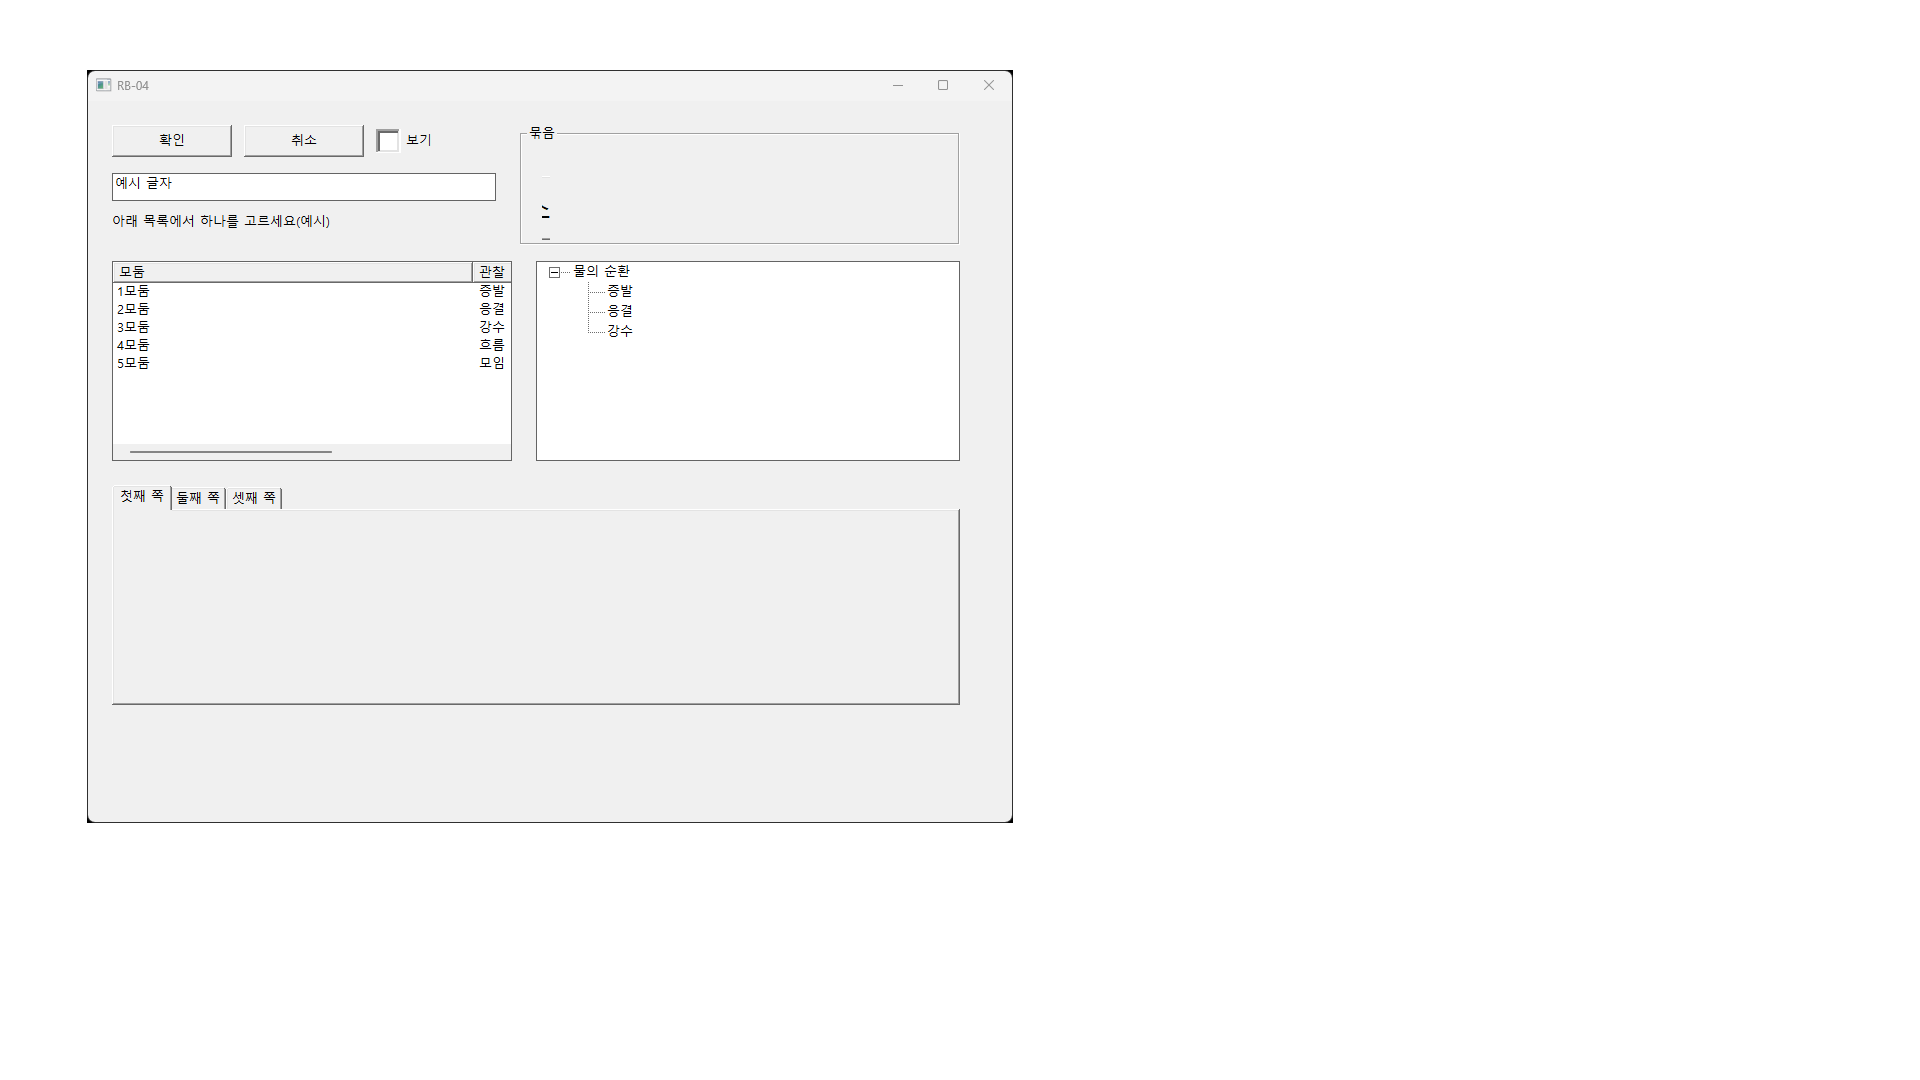 RB-04
확인 취소 보기
묶음
예시 글자
아래 목록에서 하나를 고르세요(예시)
모둠 관찰
1모둠 증발
2모둠 응결
3모둠 강수
4모둠 흐름
5모둠 모임
물의 순환
증발
응결
강수
첫째 쪽 둘째 쪽 셋째 쪽